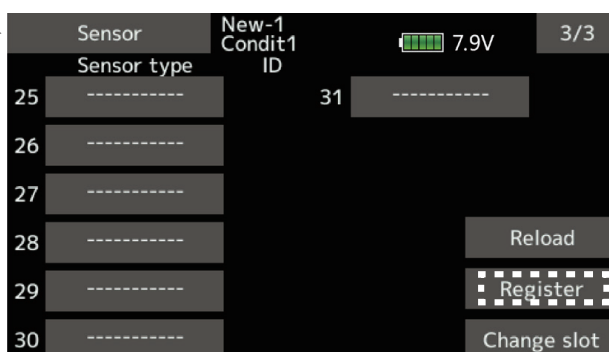 Sensor New-1 Condit1 7.9V 3/3
Sensor type ID
25 ----------- 31 -----------
26 -----------
27 -----------
28 ----------- Reload
29 ----------- Register
30 ----------- Change slot